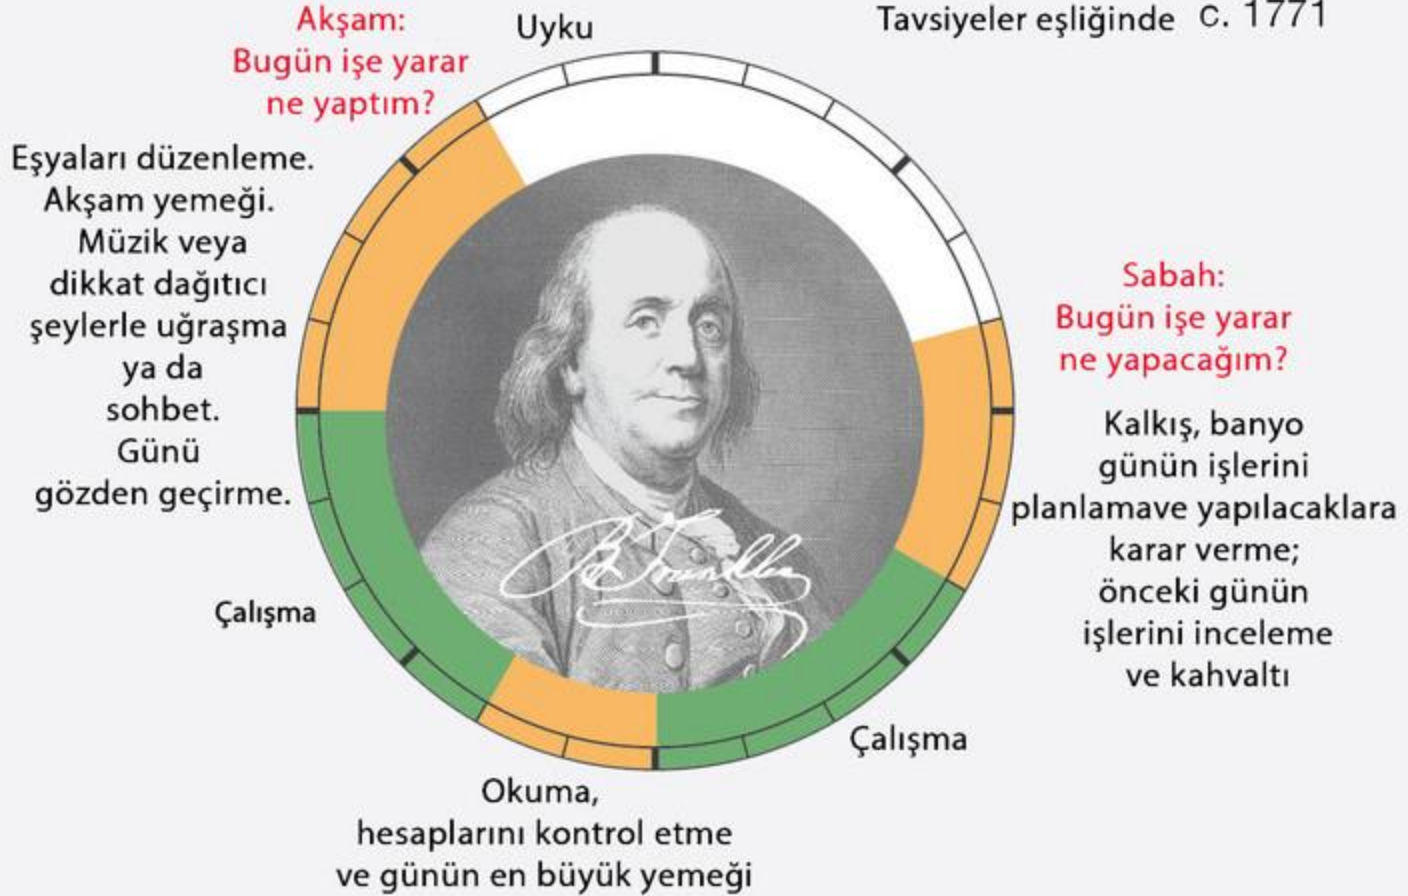 Tavsiyeler eşliğinde c. 1771
Uyku
Akşam:
Bugün işe yarar
ne yaptım?
Eşyaları düzenleme.
Akşam yemeği.
Müzik veya
dikkat dağıtıcı
şeylerle uğraşma
ya da
sohbet.
Günü
gözden geçirme.
Sabah:
Bugün işe yarar
ne yapacağım?
Kalkış, banyo
günün işlerini
planlamave yapılacaklara
karar verme;
önceki günün
işlerini inceleme
ve kahvaltı
B Franklin
Çalışma
Çalışma
Okuma,
hesaplarını kontrol etme
ve günün en büyük yemeği